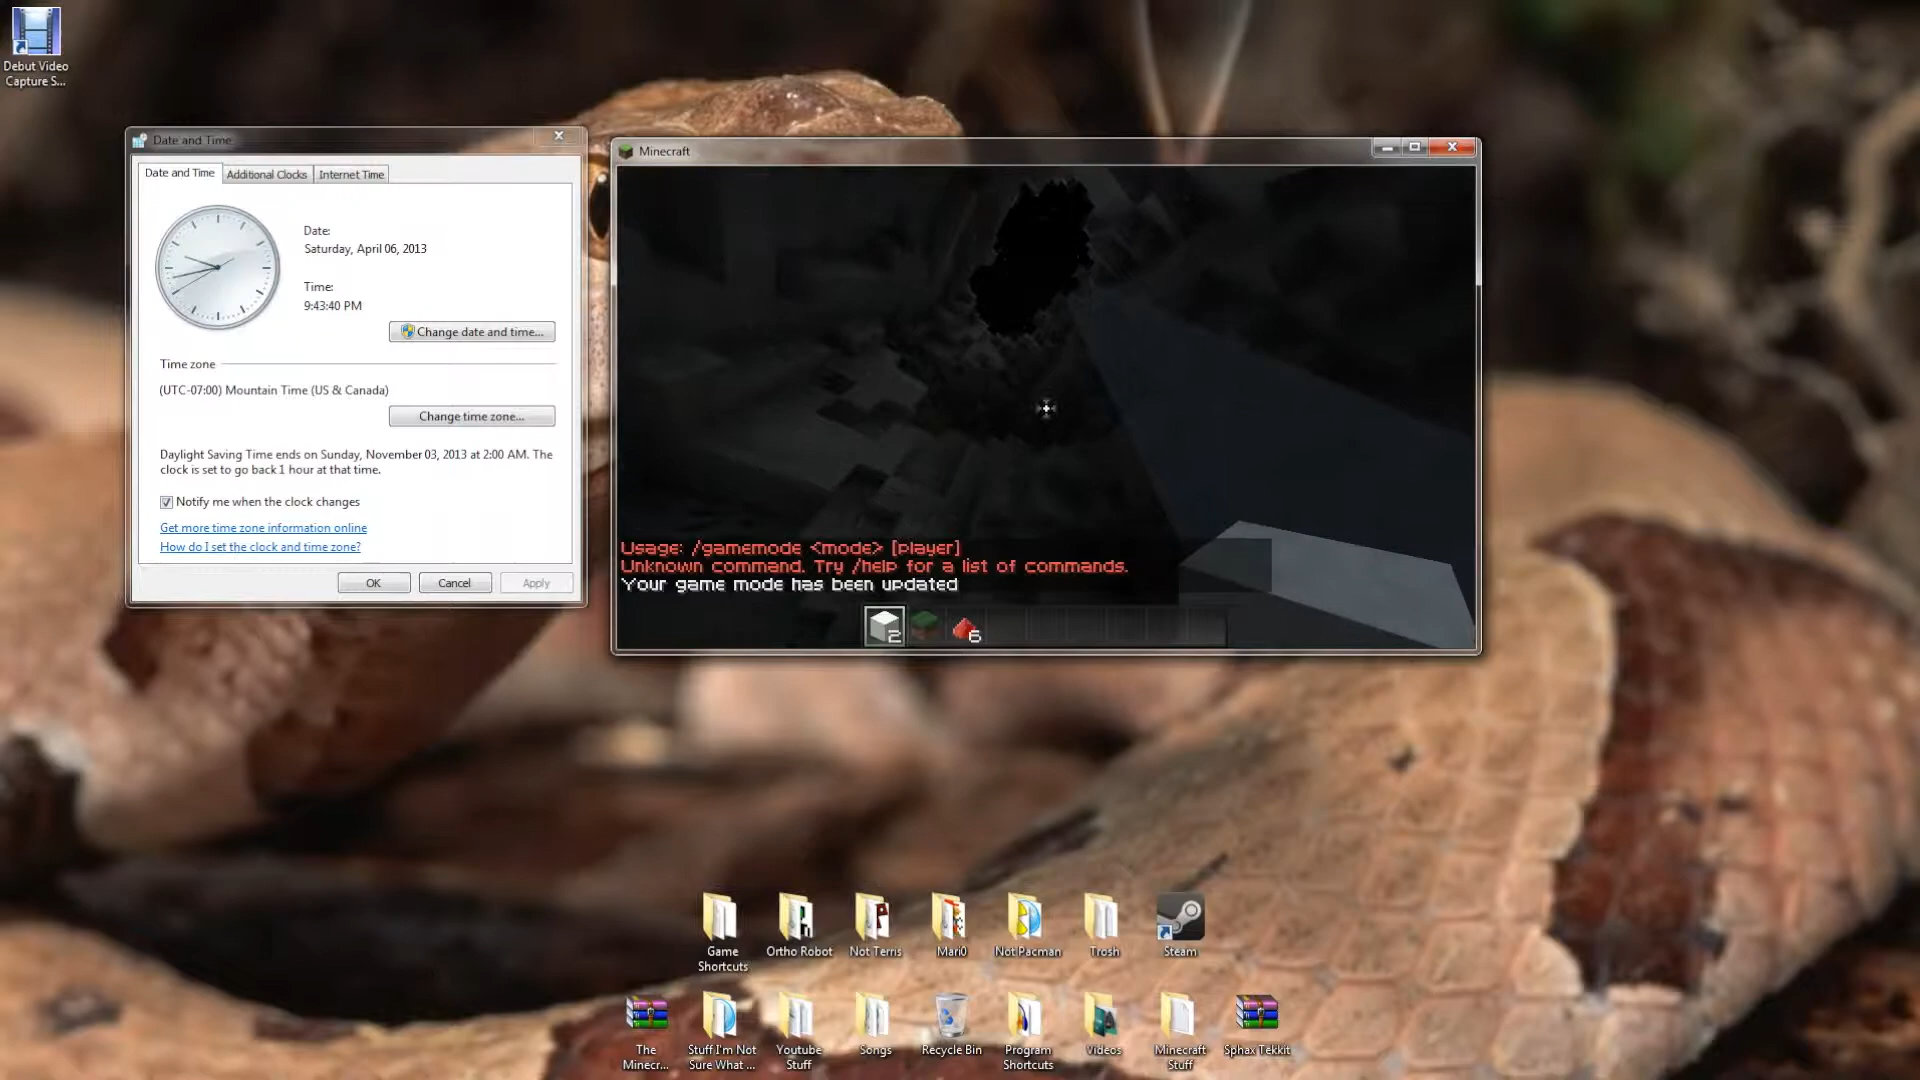 Debut Video
Capture S...
Date and Time
Date and Time
Additional Clocks
Internet Time
Date:
Saturday, April 06, 2013
Time:
9:43:40 PM
Change date and time...
Time zone
(UTC-07:00) Mountain Time (US & Canada)
Change time zone...
Daylight Saving Time ends on Sunday, November 03, 2013 at 2:00 AM. The
clock is set to go back 1 hour at that time.
Notify me when the clock changes
Get more time zone information online
How do I set the clock and time zone?
OK
Cancel
Apply
Minecraft
Usage: /gamemode <mode> [player]
Unknown command. Try /help for a list of commands.
Your game mode has been updated
2
6
Game
Shortcuts
Ortho Robot
Not Terris
Mari0
Not Pacman
Trosh
Steam
The
Minecr...
Stuff I'm Not
Sure What ...
Youtube
Stuff
Songs
Recycle Bin
Program
Shortcuts
Videos
Minecraft
Stuff
Sphax Tekkit